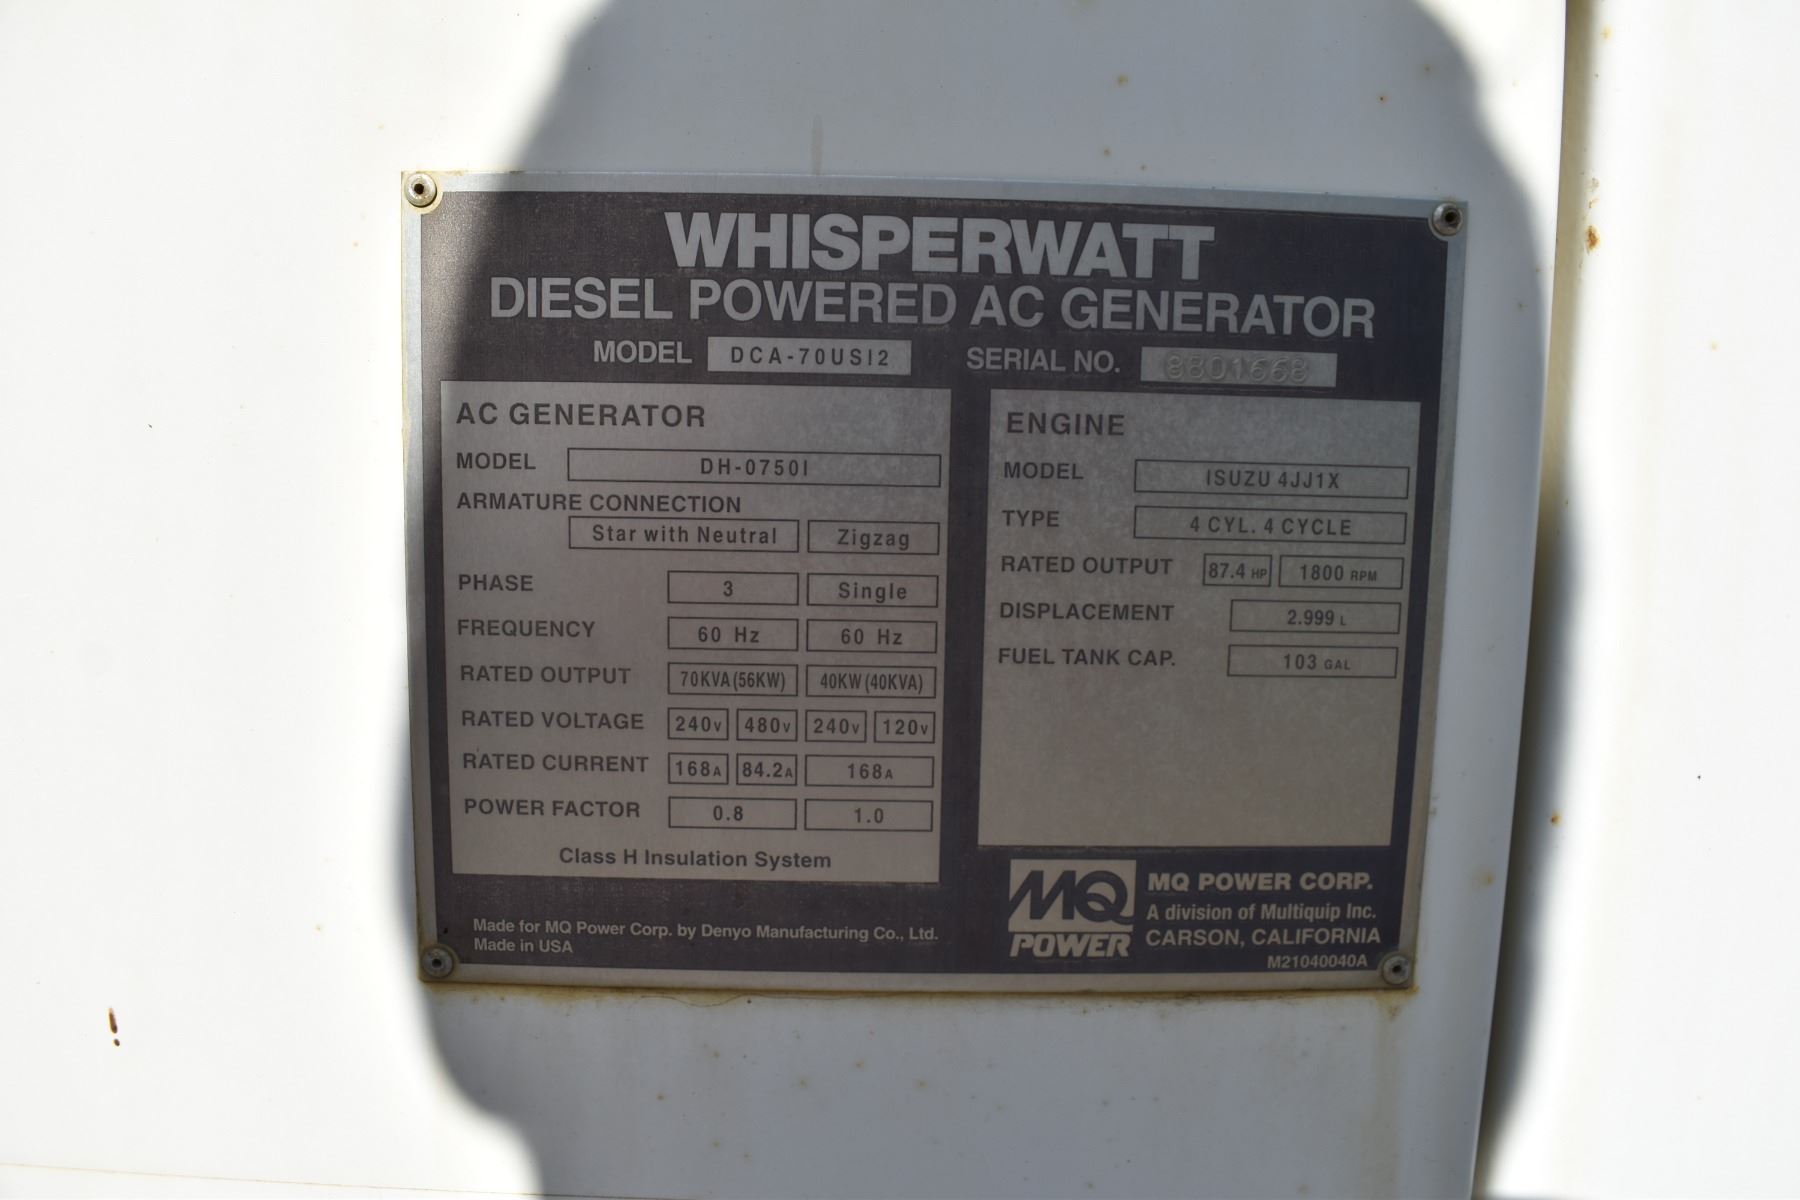 WHISPERWATT
DIESEL POWERED AC GENERATOR
MODEL DCA-70USI2 SERIAL NO. 8801668
AC GENERATOR
MODEL DH-0750I
ARMATURE CONNECTION
Star with Neutral Zigzag
PHASE 3 Single
FREQUENCY 60 Hz 60 Hz
RATED OUTPUT 70KVA(56KW) 40KW(40KVA)
RATED VOLTAGE 240V 480V 240V 120V
RATED CURRENT 168A 84.2A 168A
POWER FACTOR 0.8 1.0
Class H Insulation System
ENGINE
MODEL ISUZU 4JJ1X
TYPE 4 CYL. 4 CYCLE
RATED OUTPUT 87.4 HP 1800 RPM
DISPLACEMENT 2.999 L
FUEL TANK CAP. 103 GAL
Made for MQ Power Corp. by Denyo Manufacturing Co., Ltd.
Made in USA
MQ POWER
MQ POWER CORP.
A division of Multiquip Inc.
CARSON, CALIFORNIA
M21040040A